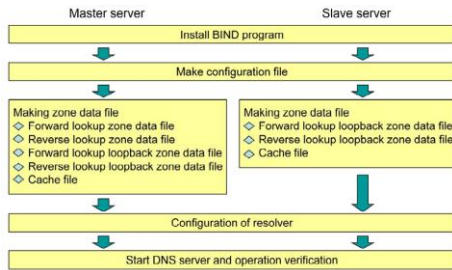 Master server
Slave server
Install BIND program
Make configuration file
Making zone data file
Forward lookup zone data file
Reverse lookup zone data file
Forward lookup loopback zone data file
Reverse lookup loopback zone data file
Cache file
Making zone data file
Forward lookup loopback zone data file
Reverse lookup loopback zone data file
Cache file
Configuration of resolver
Start DNS server and operation verification